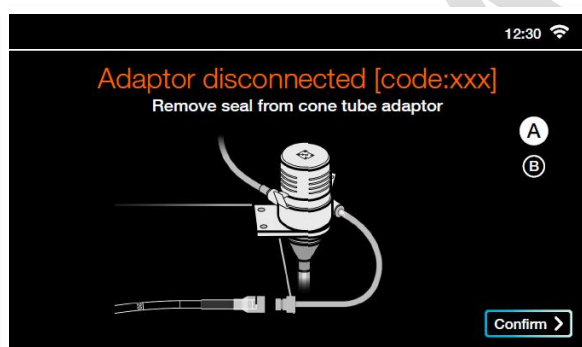 12:30
Adaptor disconnected [code:xxx]
Remove seal from cone tube adaptor
A
B
Confirm